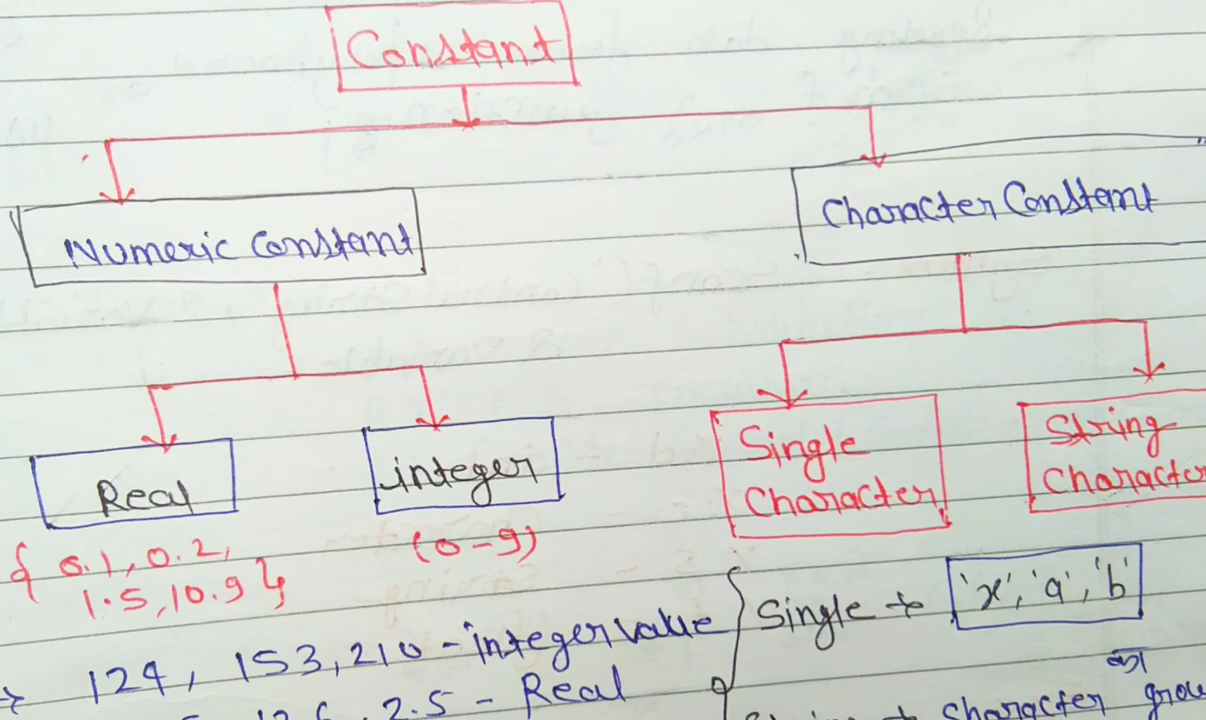 Constant
Numeric Constant
Character Constant
Real
integer
Single
Character
String
Character
{ 0.1, 0.2,
1.5, 10.9 }
(0-9)
124, 153, 210 - integer value
2.5 - Real
Single → 'x', 'a', 'b'
का
character